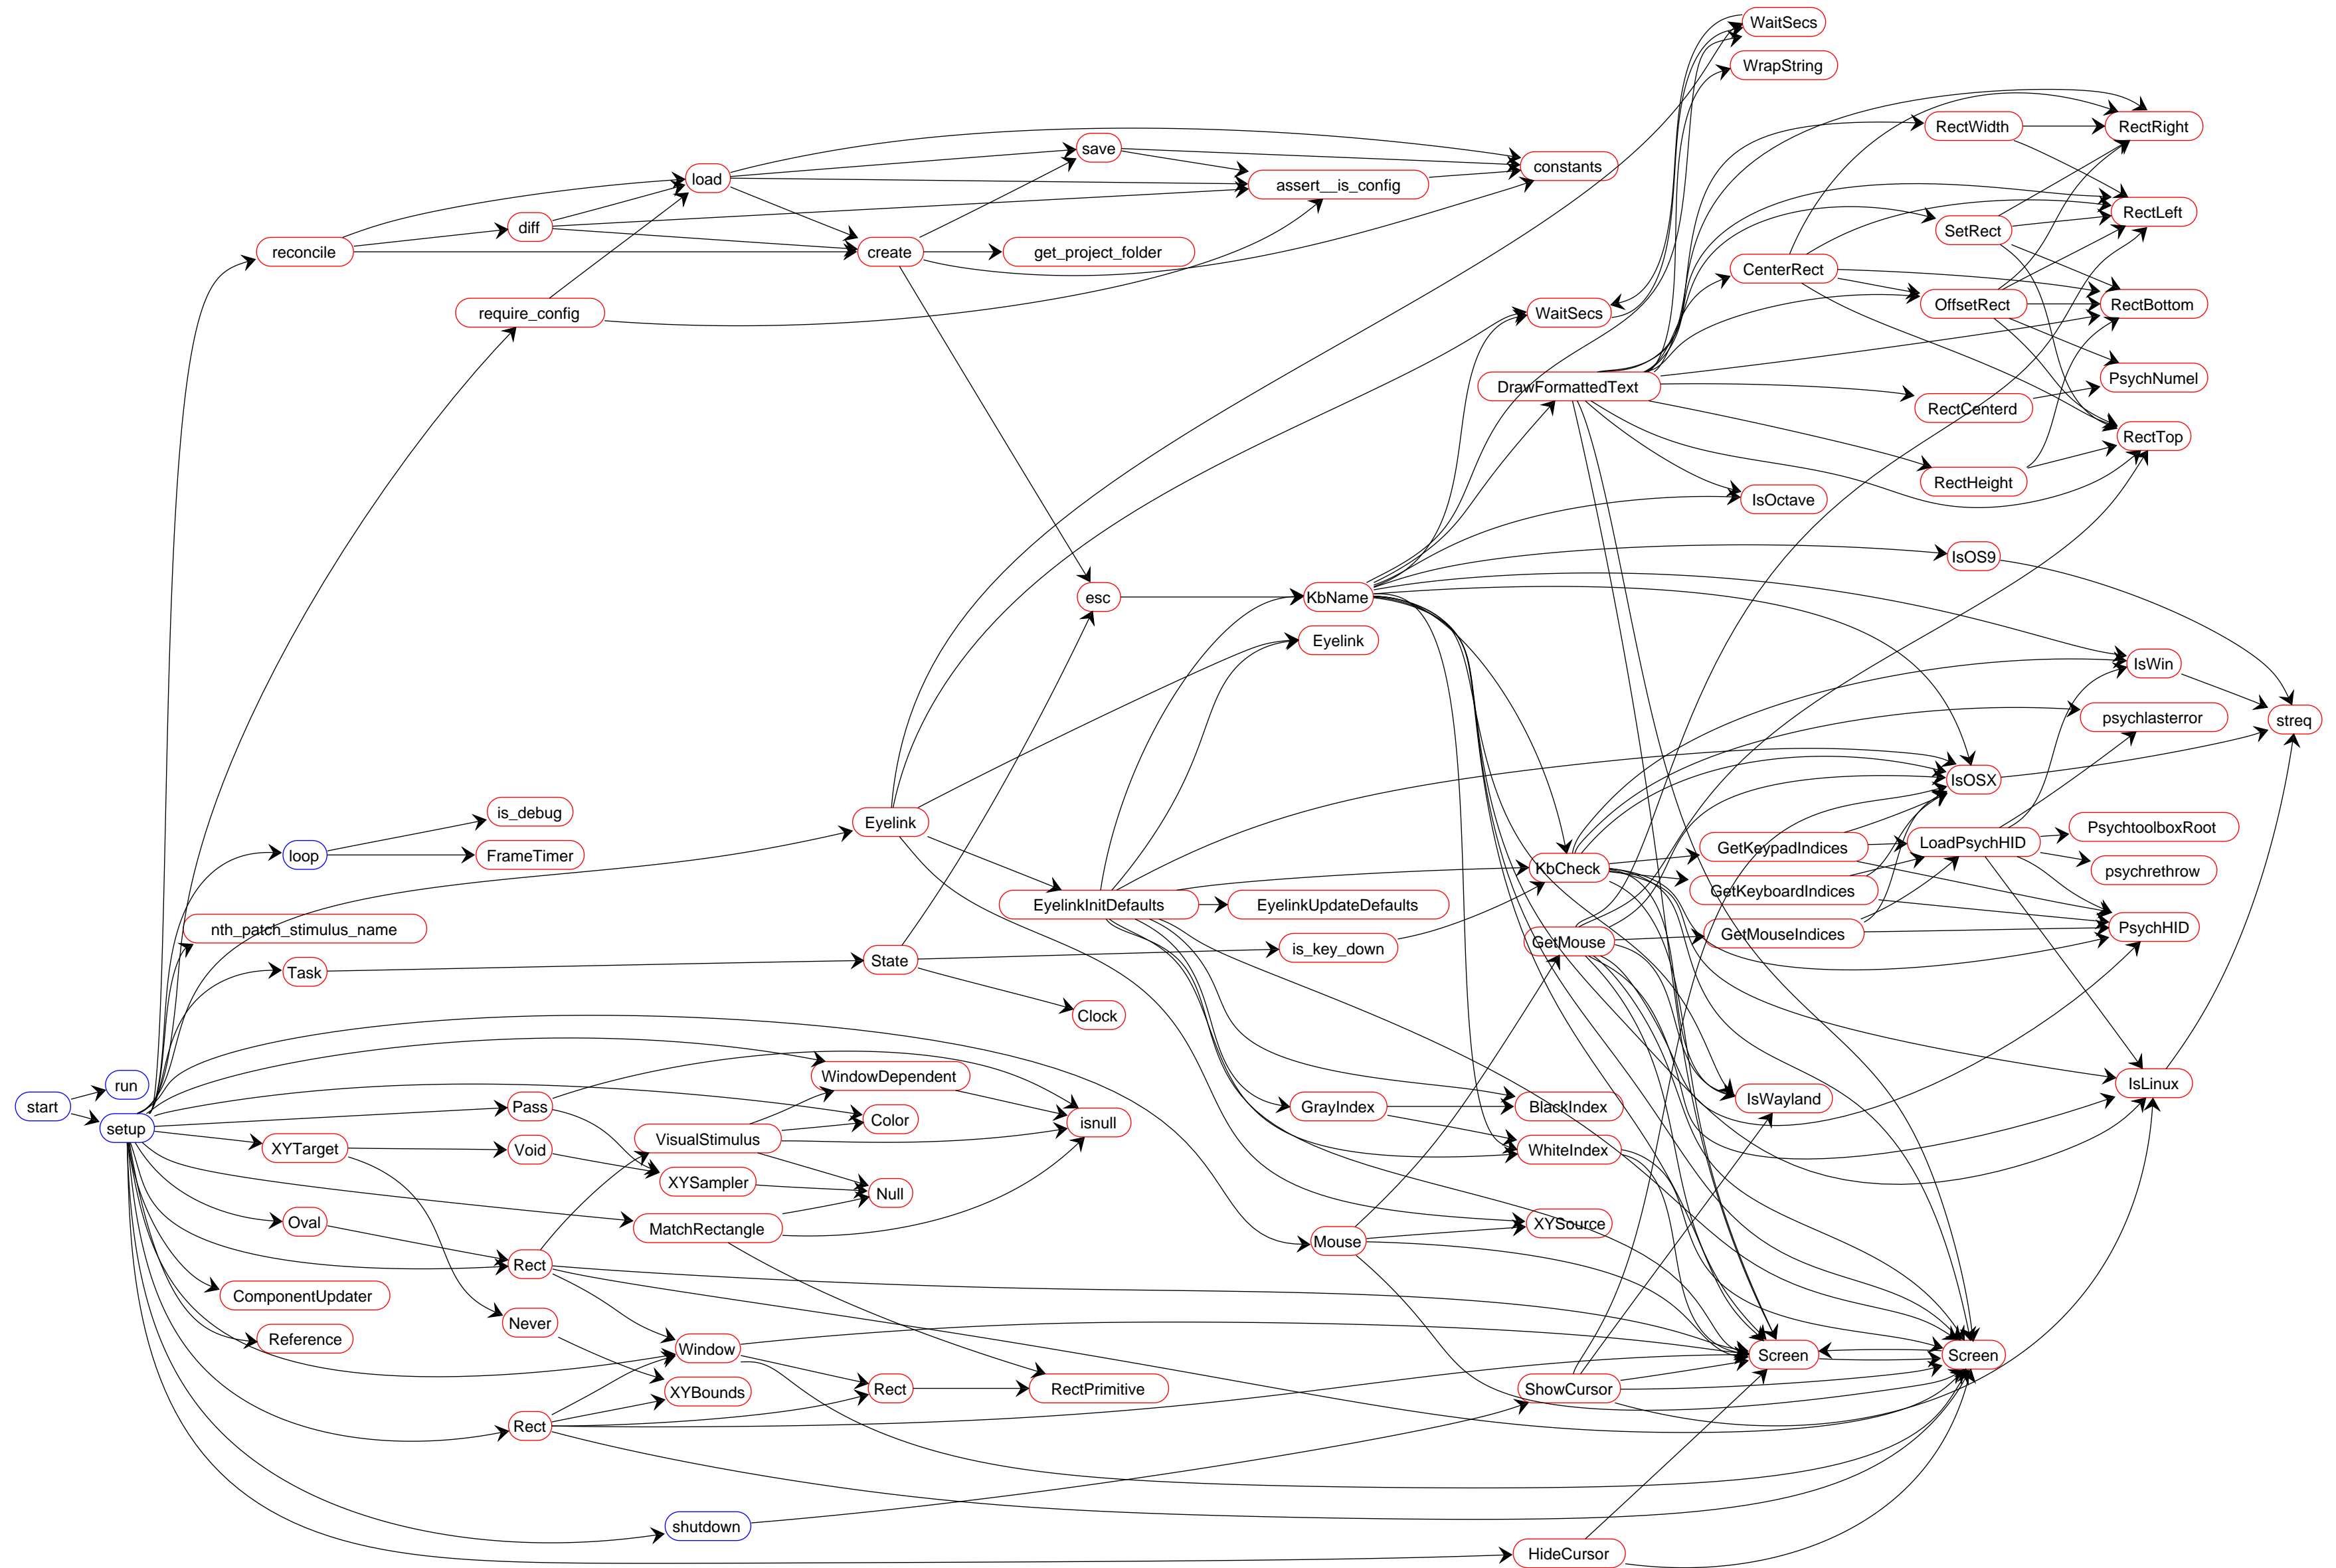 WaitSecs
WrapString
RectWidth
RectRight
save
constants
load
assert__is_config
RectLeft
diff
SetRect
reconcile
create
get_project_folder
CenterRect
OffsetRect
RectBottom
require_config
WaitSecs
PsychNumel
DrawFormattedText
RectCenterd
RectTop
RectHeight
IsOctave
IsOS9
esc
KbName
Eyelink
IsWin
psychlasterror
streq
IsOSX
is_debug
Eyelink
PsychtoolboxRoot
loop
FrameTimer
GetKeypadIndices
LoadPsychHID
KbCheck
psychrethrow
GetKeyboardIndices
EyelinkInitDefaults
EyelinkUpdateDefaults
nth_patch_stimulus_name
GetMouseIndices
PsychHID
GetMouse
is_key_down
State
Task
Clock
WindowDependent
run
IsLinux
start
Pass
GrayIndex
BlackIndex
IsWayland
setup
Color
isnull
VisualStimulus
XYTarget
Void
WhiteIndex
XYSampler
Null
Oval
MatchRectangle
XYSource
Mouse
Rect
ComponentUpdater
Never
Reference
Window
Screen
Screen
XYBounds
Rect
RectPrimitive
ShowCursor
Rect
shutdown
HideCursor